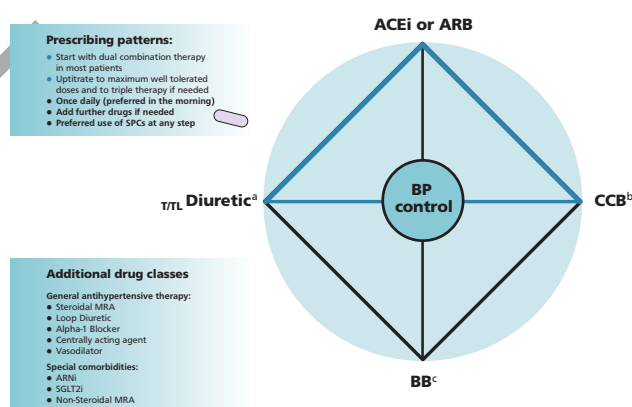 Prescribing patterns:
● Start with dual combination therapy
in most patients
● Uptitrate to maximum well tolerated
doses and to triple therapy if needed
● Once daily (preferred in the morning)
● Add further drugs if needed
● Preferred use of SPCs at any step
ACEi or ARB
T/TL Diureticᵃ
BP
control
CCBᵇ
BBᶜ
Additional drug classes
General antihypertensive therapy:
● Steroidal MRA
● Loop Diuretic
● Alpha-1 Blocker
● Centrally acting agent
● Vasodilator
Special comorbidities:
● ARNi
● SGLT2i
● Non-Steroidal MRA